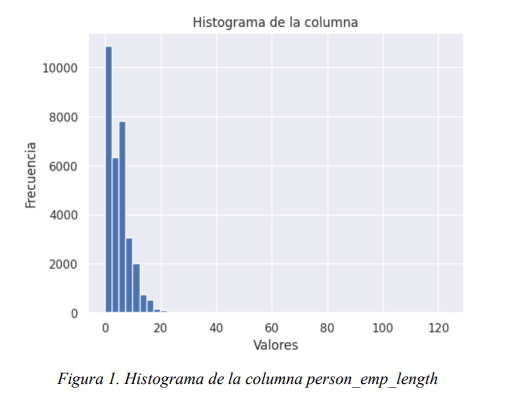 Histograma de la columna
10000
8000
6000
4000
2000
0
Frecuencia
0 20 40 60 80 100 120
Valores
Figura 1. Histograma de la columna person_emp_length